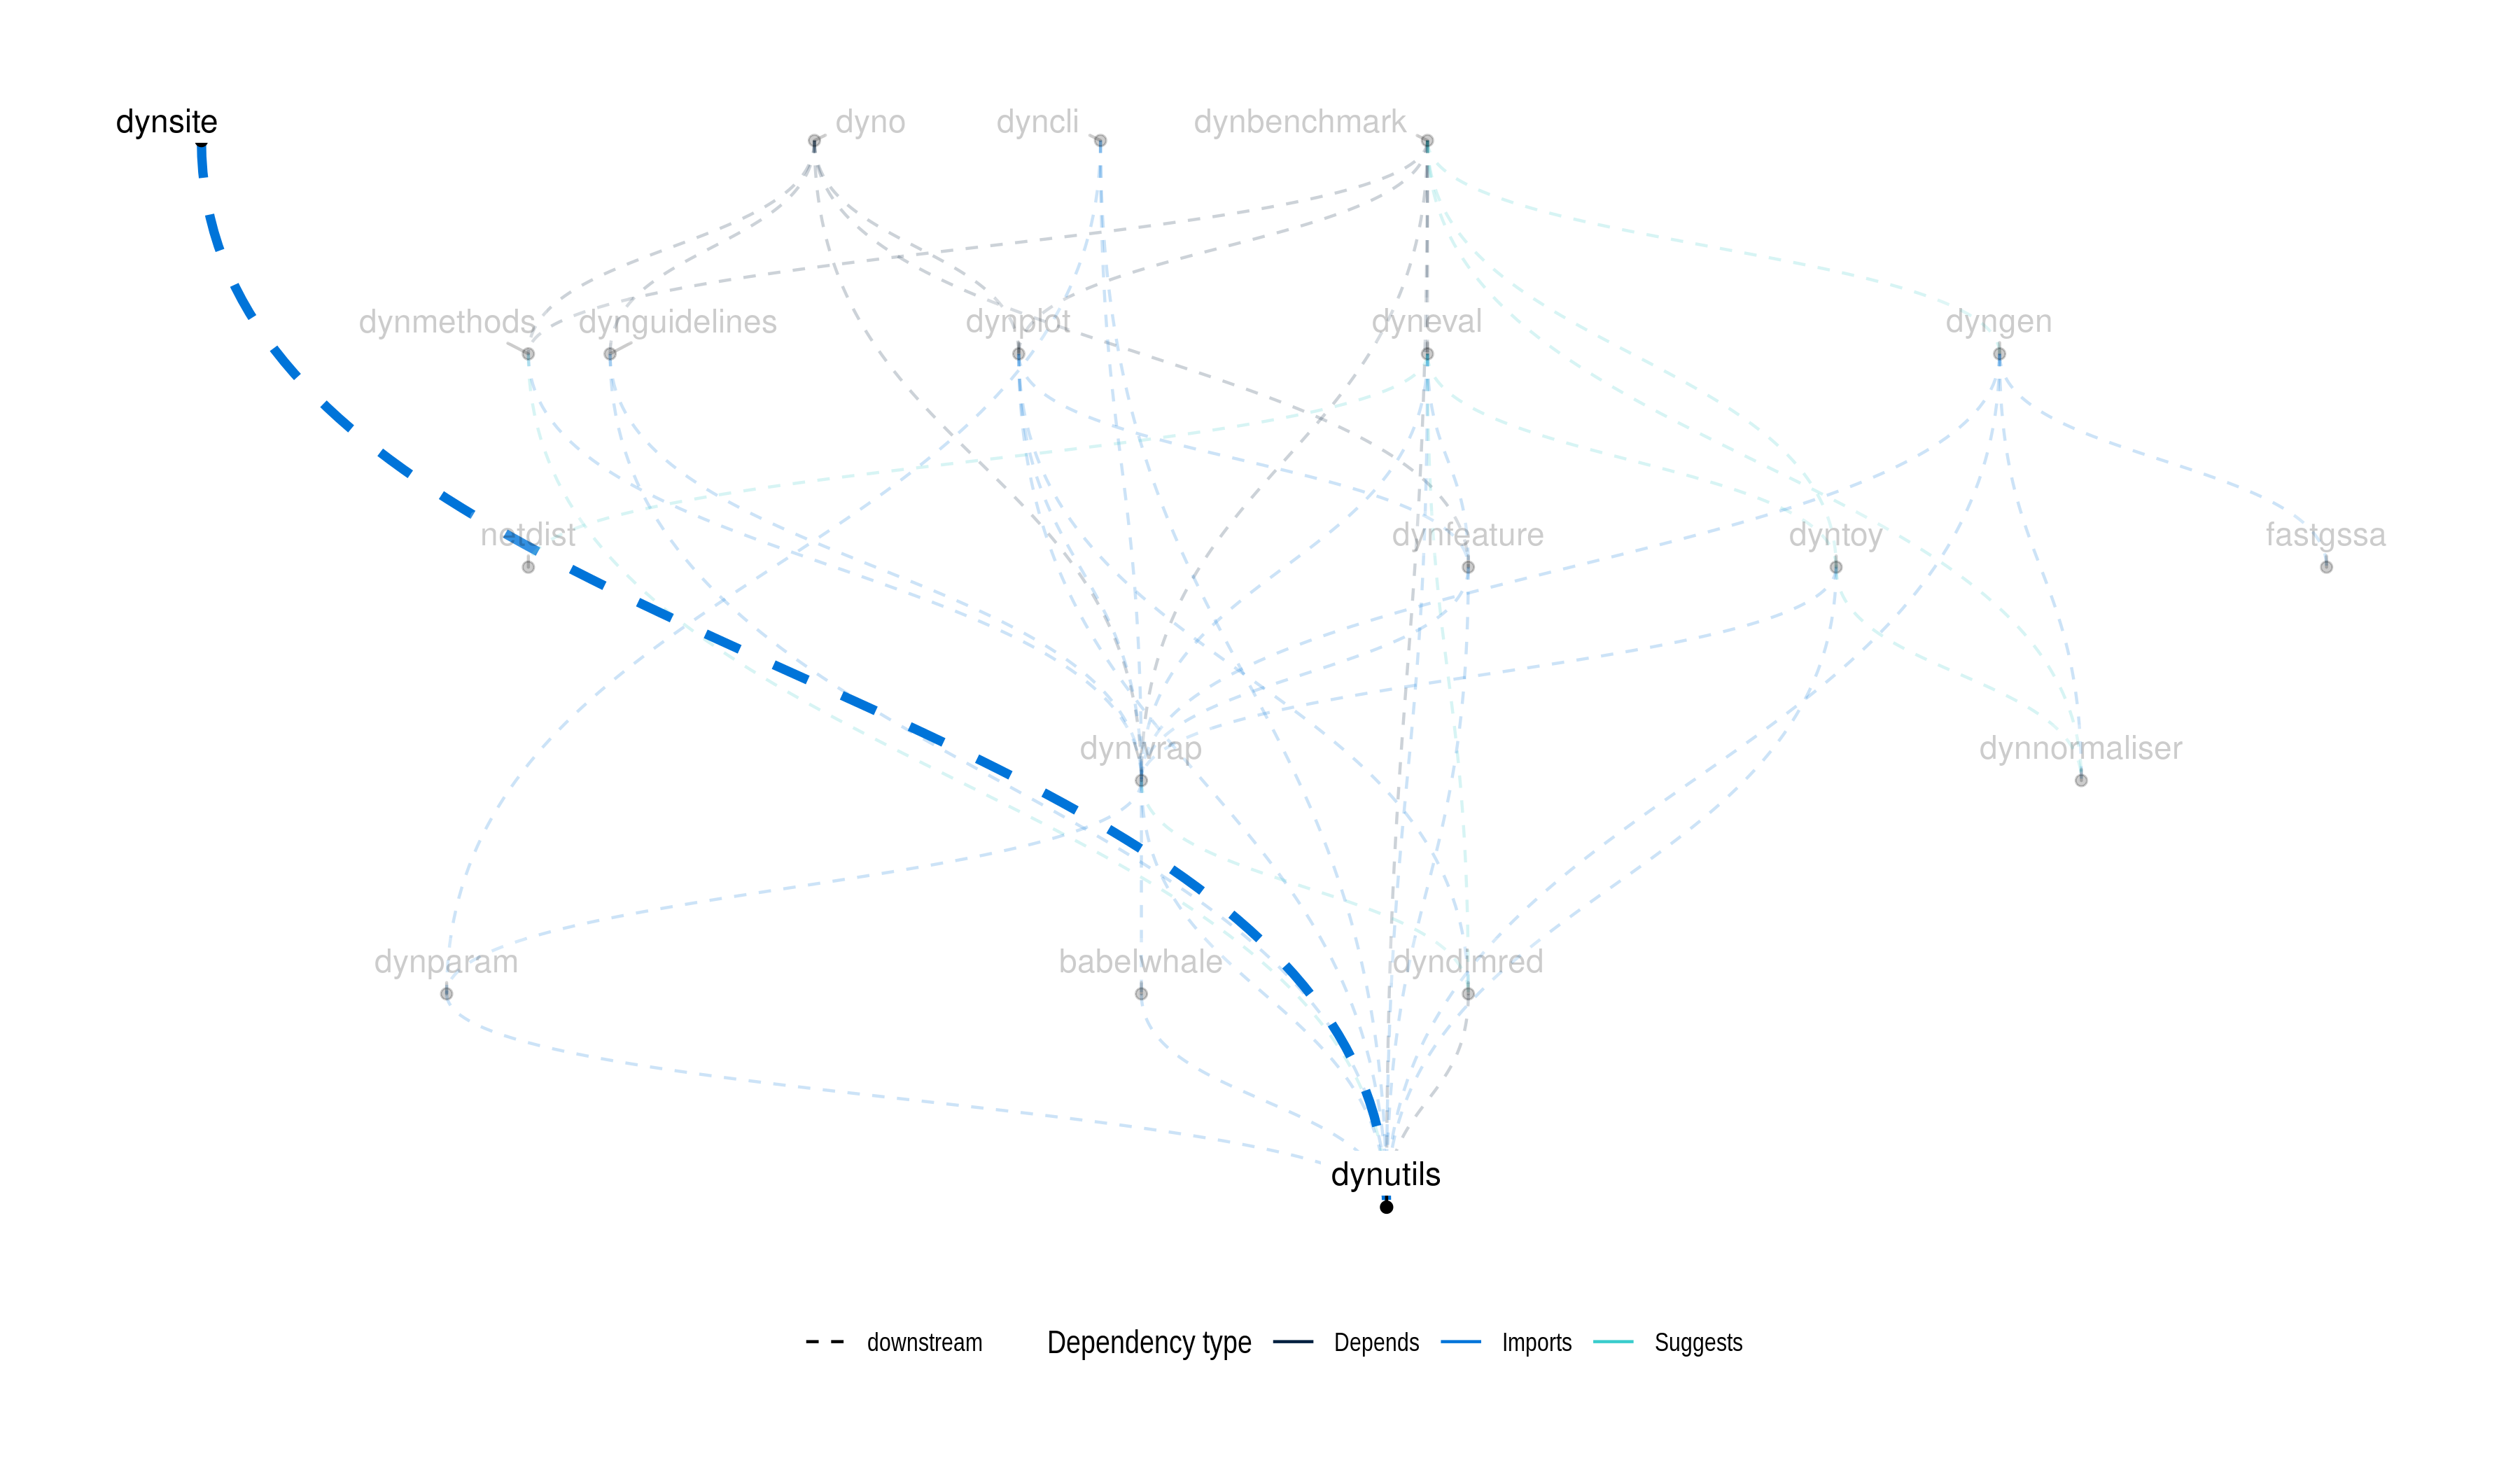 dynsite
dyno
dyncli
dynbenchmark
dynmethods
dynguidelines
dynplot
dyneval
dyngen
netdist
dynfeature
dyntoy
fastgssa
dynwrap
dynnormaliser
dynparam
babelwhale
dyndimred
dynutils
downstream Dependency type Depends Imports Suggests